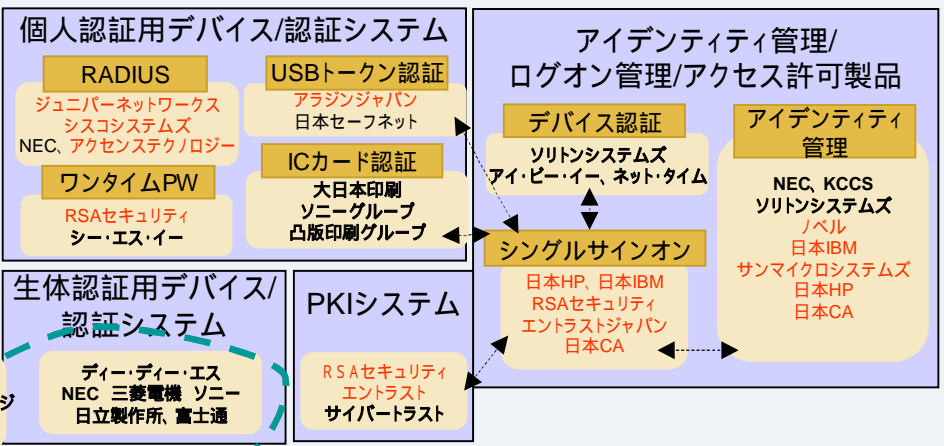 個人認証用デバイス/認証システム
RADIUS
ジュニパーネットワークス
シスコシステムズ
NEC、アクセンステクノロジー
ワンタイムPW
RSAセキュリティ
シー・エス・イー
USBトークン認証
アラジンジャパン
日本セーフネット
ICカード認証
大日本印刷
ソニーグループ
凸版印刷グループ
アイデンティティ管理/
ログオン管理/アクセス許可製品
デバイス認証
ソリトンシステムズ
アイ・ピー・イー、ネット・タイム
シングルサインオン
日本HP、日本IBM
RSAセキュリティ
エントラストジャパン
日本CA
アイデンティティ
管理
NEC、KCCS
ソリトンシステムズ
ノベル
日本IBM
サンマイクロシステムズ
日本HP
日本CA
生体認証用デバイス/
認証システム
ディー・ディー・エス
NEC 三菱電機 ソニー
日立製作所、富士通
ジ
PKIシステム
RSAセキュリティ
エントラスト
サイバートラスト